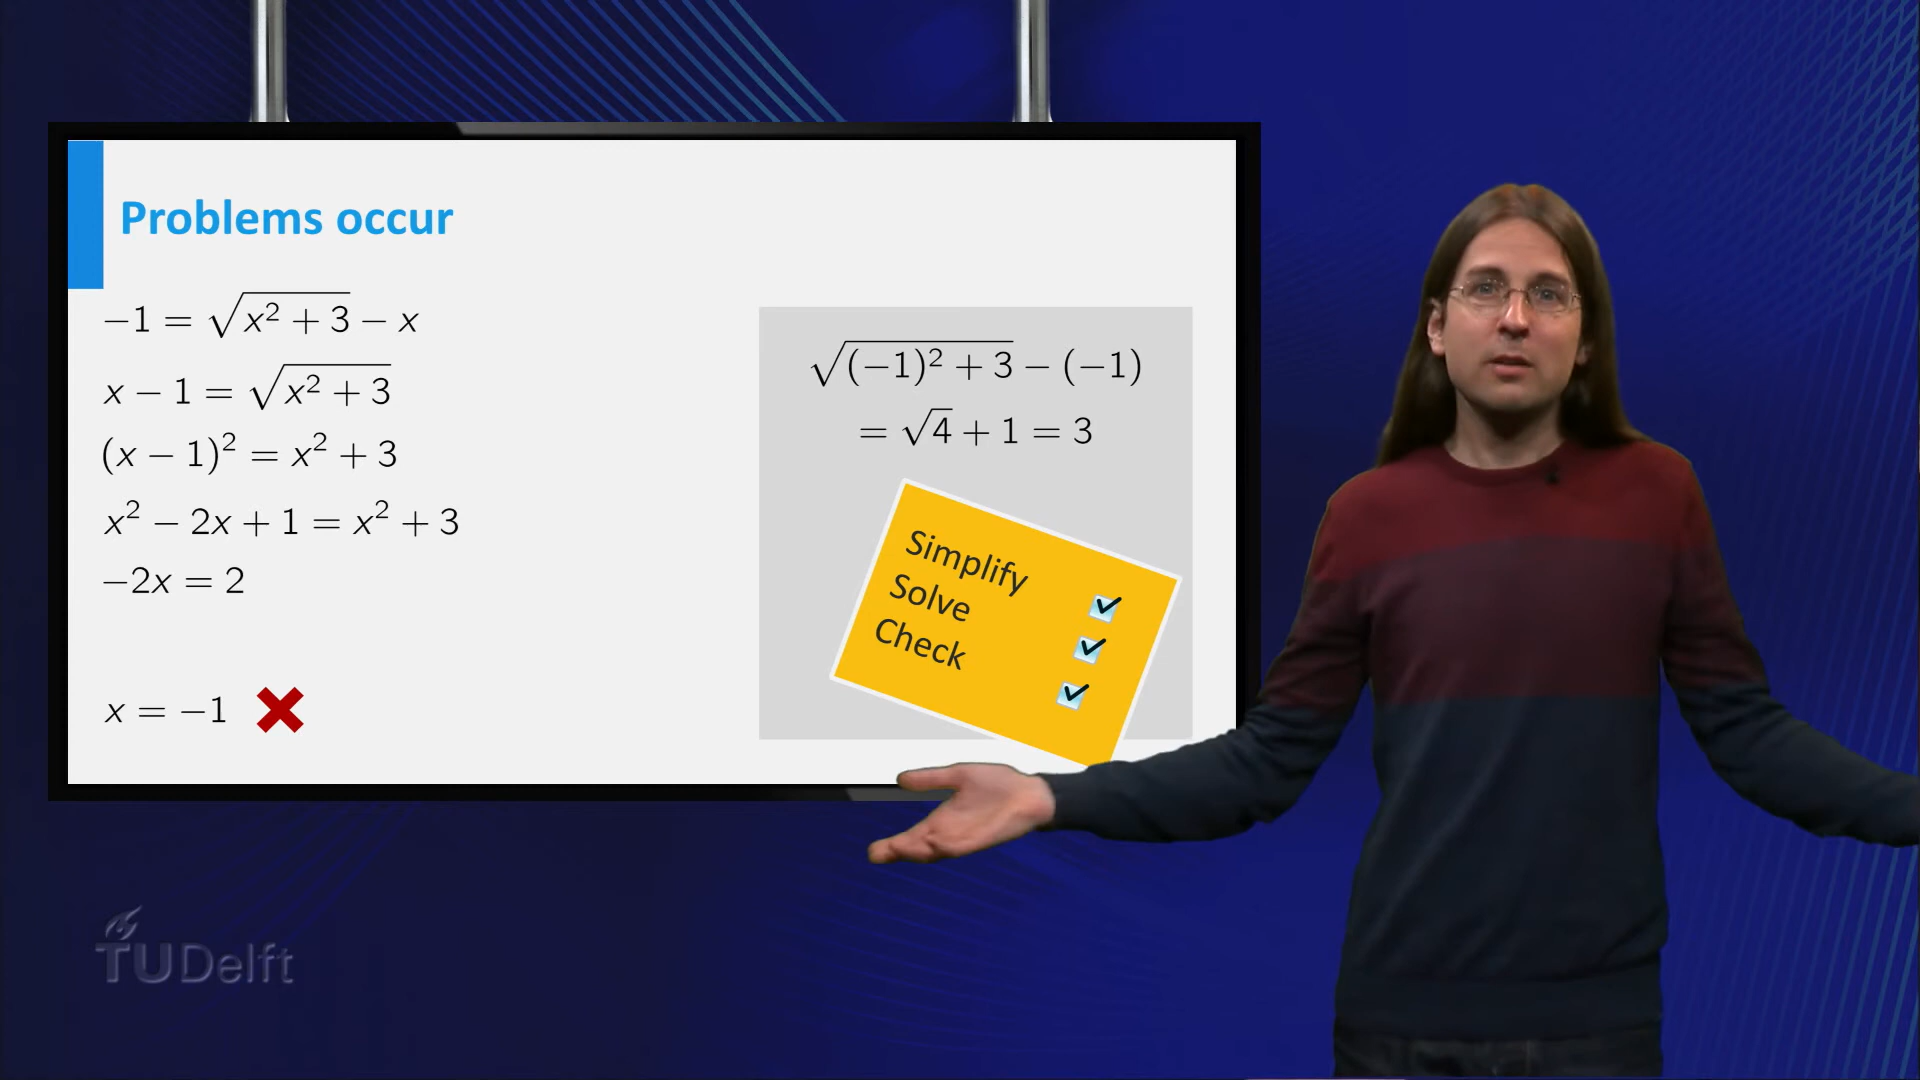 Problems occur
−1 = √(x² + 3) − x
x − 1 = √(x² + 3)
(x − 1)² = x² + 3
x² − 2x + 1 = x² + 3
−2x = 2
x = −1
√((−1)² + 3) − (−1)
= √4 + 1 = 3
Simplify
Solve
Check
TUDelft